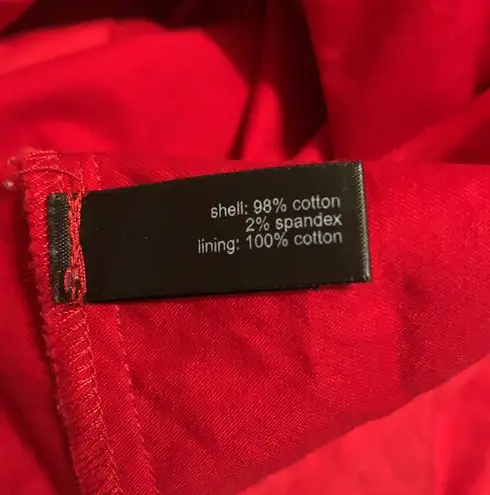 shell: 98% cotton
2% spandex
lining: 100% cotton